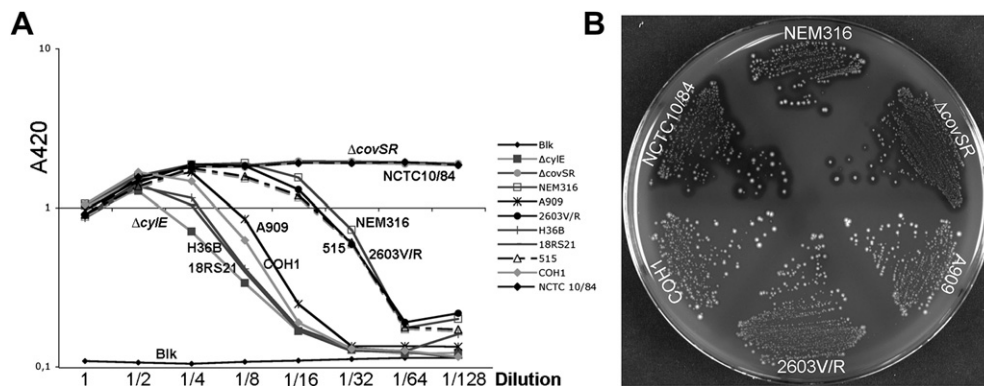 A
A420
10
1
0,1
ΔcovSR
NCTC10/84
ΔcylE
A909
NEM316
H36B
515
2603V/R
18RS21
COH1
Blk
1 1/2 1/4 1/8 1/16 1/32 1/64 1/128 Dilution
Blk
ΔcylE
ΔcovSR
NEM316
A909
2603V/R
H36B
18RS21
515
COH1
NCTC 10/84
B
NEM316
NCTC10/84
ΔcovSR
COH1
A909
2603V/R